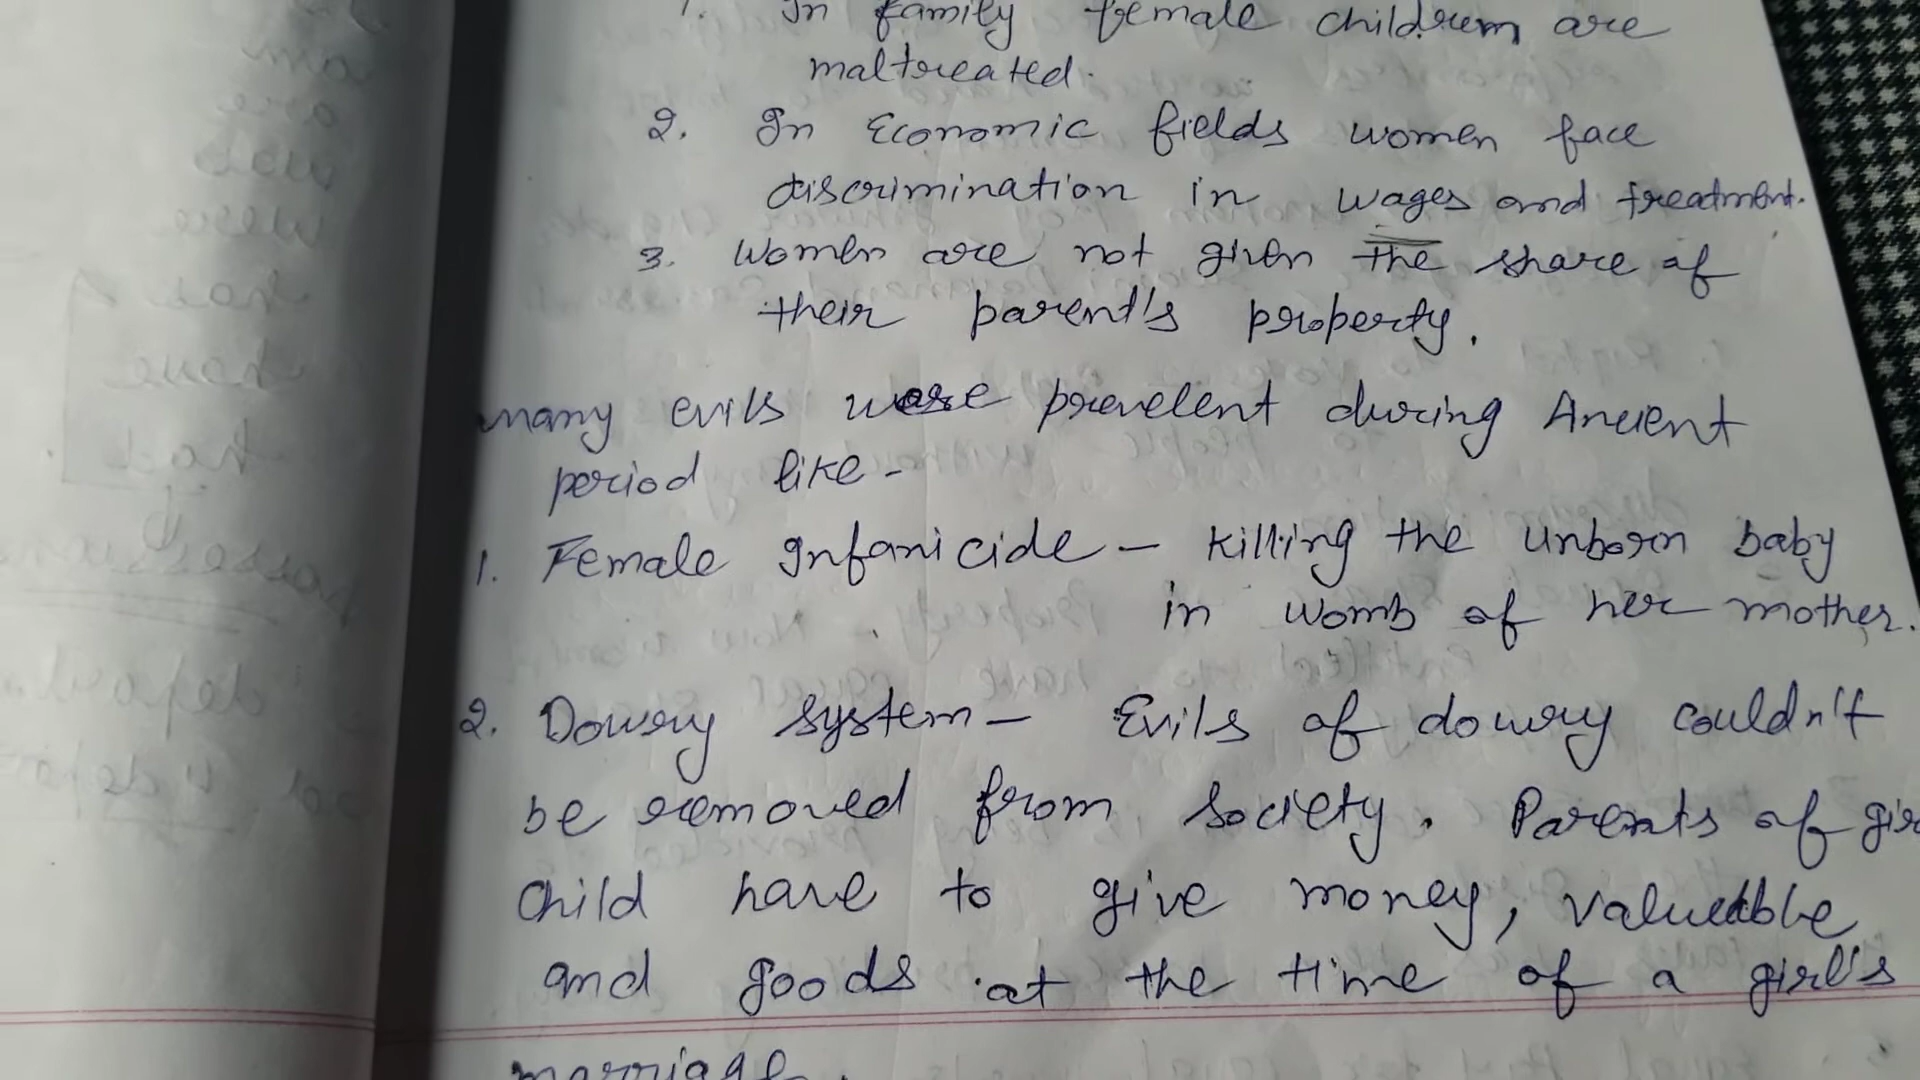 1. In family female children are
maltreated.
2. In Economic fields women face
discrimination in wages and treatment.
3. Women are not given the share of
their parent's property.
many evils were prevelent during Ancient
period like -
1. Female Infanicide - Killing the unborn baby
in womb of her mother.
2. Dowry system - Evils of dowry couldn't
be removed from society. Parents of gir
child have to give money, valueable
and goods at the time of a girl's
marriage.